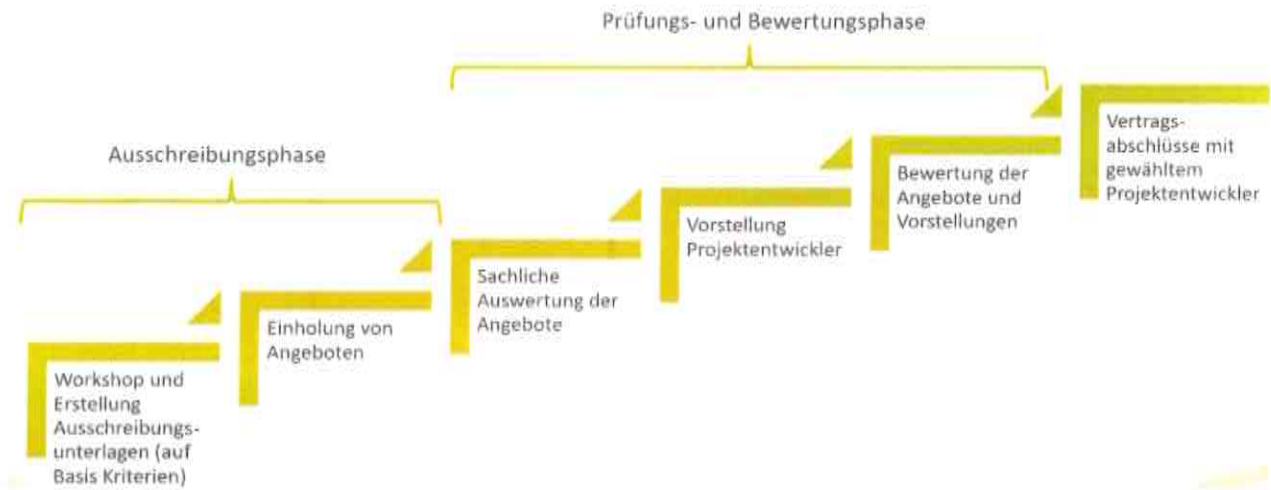 Prüfungs- und Bewertungsphase
Ausschreibungsphase
Workshop und
Erstellung
Ausschreibungs-
unterlagen (auf
Basis Kriterien)
Einholung von
Angeboten
Sachliche
Auswertung der
Angebote
Vorstellung
Projektentwickler
Bewertung der
Angebote und
Vorstellungen
Vertrags-
abschlüsse mit
gewähltem
Projektentwickler